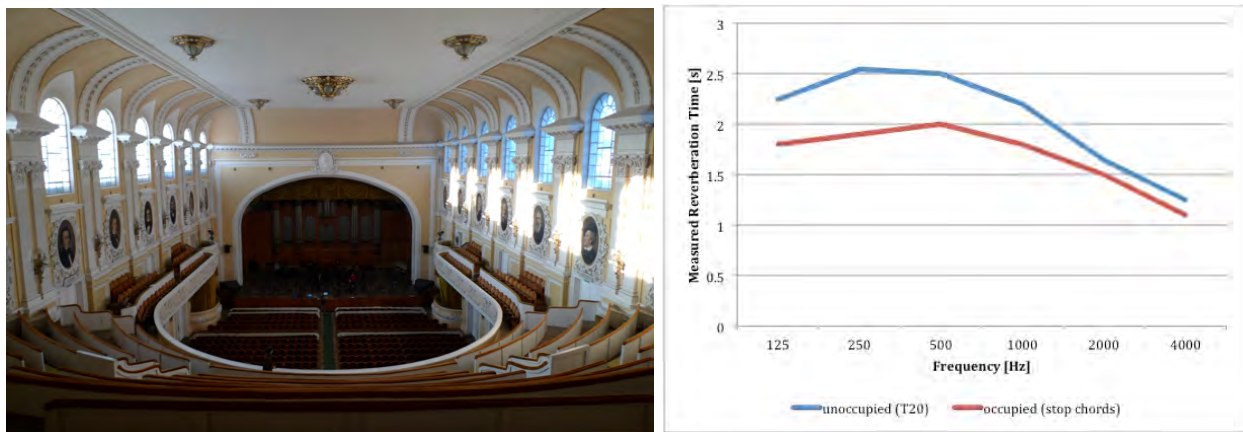 3
2.5
2
1.5
1
0.5
0
Measured Reverberation Time [s]
125 250 500 1000 2000 4000
Frequency [Hz]
unoccupied (T20) occupied (stop chords)